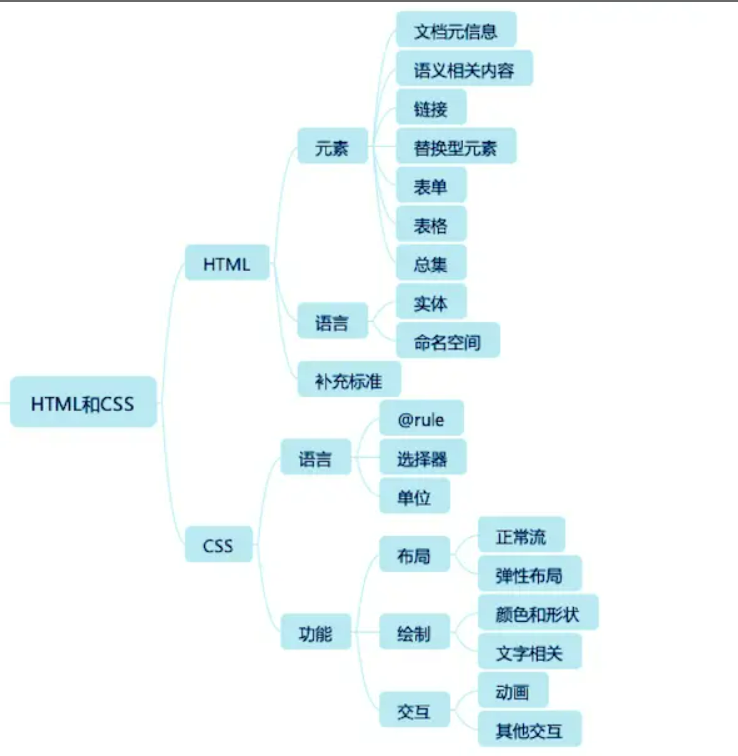 文档元信息
语义相关内容
链接
元素
替换型元素
表单
表格
HTML
总集
实体
语言
命名空间
补充标准
HTML和CSS
@rule
语言
选择器
单位
正常流
CSS
布局
弹性布局
颜色和形状
功能
绘制
文字相关
动画
交互
其他交互